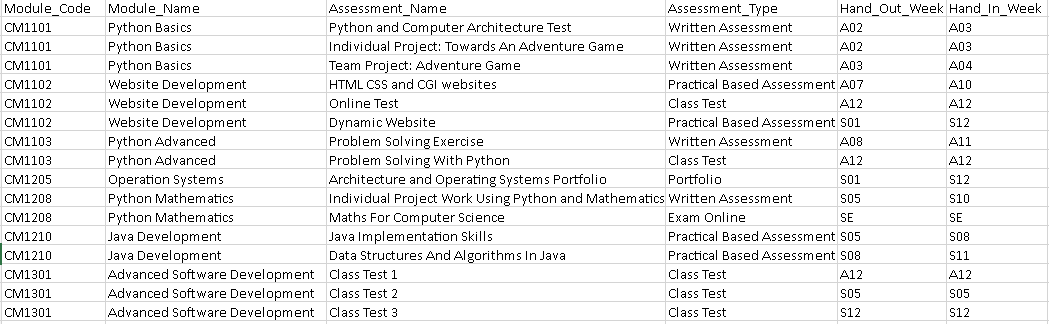 Module_Code Module_Name Assessment_Name Assessment_Type Hand_Out_Week Hand_In_Week
CM1101 Python Basics Python and Computer Architecture Test Written Assessment A02 A03
CM1101 Python Basics Individual Project: Towards An Adventure Game Written Assessment A02 A03
CM1101 Python Basics Team Project: Adventure Game Written Assessment A03 A04
CM1102 Website Development HTML CSS and CGI websites Practical Based Assessment A07 A10
CM1102 Website Development Online Test Class Test A12 A12
CM1102 Website Development Dynamic Website Practical Based Assessment S01 S12
CM1103 Python Advanced Problem Solving Exercise Written Assessment A08 A11
CM1103 Python Advanced Problem Solving With Python Class Test A12 A12
CM1205 Operation Systems Architecture and Operating Systems Portfolio Portfolio S01 S12
CM1208 Python Mathematics Individual Project Work Using Python and Mathematics Written Assessment S05 S10
CM1208 Python Mathematics Maths For Computer Science Exam Online SE SE
CM1210 Java Development Java Implementation Skills Practical Based Assessment S05 S08
CM1210 Java Development Data Structures And Algorithms In Java Practical Based Assessment S08 S11
CM1301 Advanced Software Development Class Test 1 Class Test A12 A12
CM1301 Advanced Software Development Class Test 2 Class Test S05 S05
CM1301 Advanced Software Development Class Test 3 Class Test S12 S12